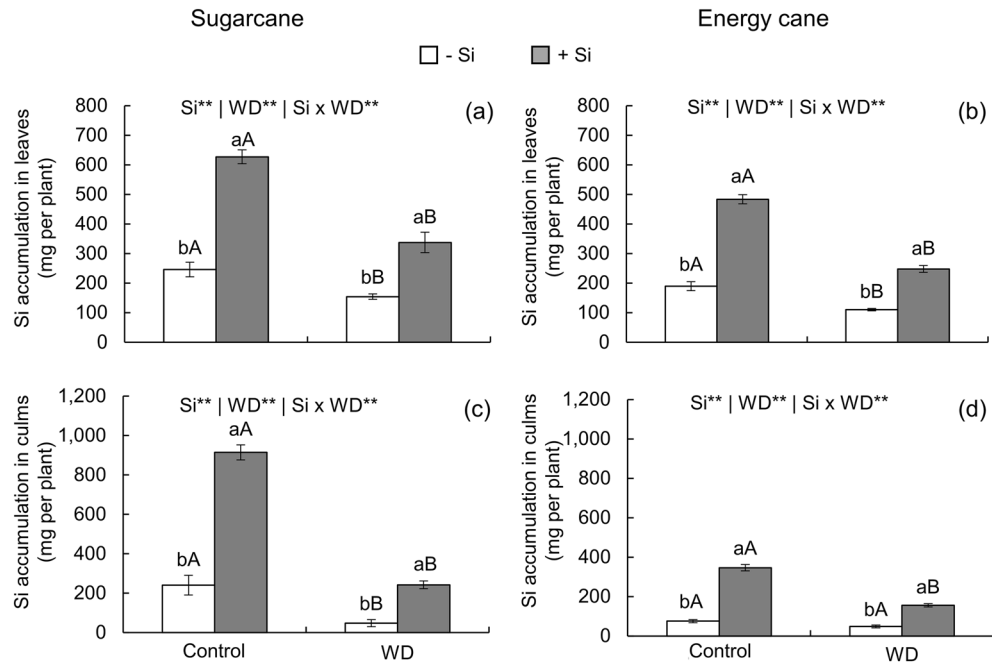 Sugarcane
Energy cane
- Si
+ Si
Si** | WD** | Si x WD**
(a)
Si accumulation in leaves
(mg per plant)
800
700
600
500
400
300
200
100
0
bA
aA
bB
aB
Si** | WD** | Si x WD**
(b)
Si accumulation in leaves
(mg per plant)
800
700
600
500
400
300
200
100
0
bA
aA
bB
aB
Si** | WD** | Si x WD**
(c)
Si accumulation in culms
(mg per plant)
1,200
1,000
800
600
400
200
0
bA
aA
bB
aB
Control
WD
Si** | WD** | Si x WD**
(d)
Si accumulation in culms
(mg per plant)
1,200
1,000
800
600
400
200
0
bA
aA
bA
aB
Control
WD